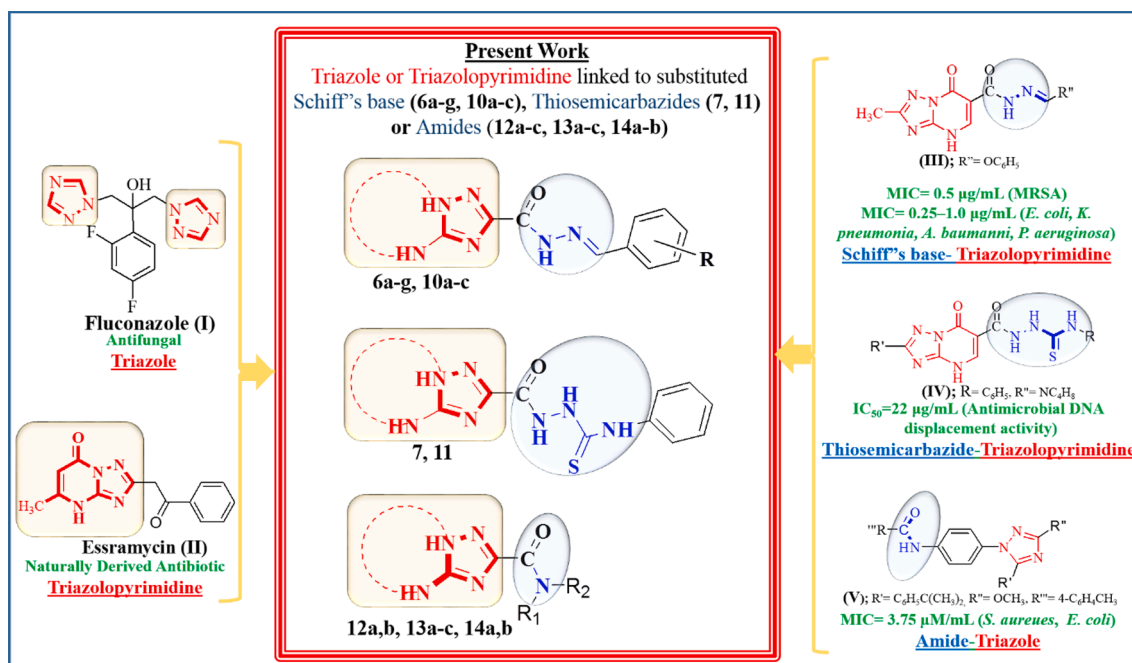 Present Work
Triazole or Triazolopyrimidine linked to substituted
Schiff''s base (6a-g, 10a-c), Thiosemicarbazides (7, 11)
or Amides (12a-c, 13a-c, 14a-b)
OH
N
N
N
N
N
N
F
F
Fluconazole (I)
Antifungal
Triazole
O
N
N
N
N
H
H₃C
O
Essramycin (II)
Naturally Derived Antibiotic
Triazolopyrimidine
HN
N
N
HN
O
C
N
H
N
R
6a-g, 10a-c
HN
N
N
HN
O
C
N
H
NH
S
NH
7, 11
HN
N
N
HN
O
C
N
R₂
R₁
12a,b, 13a-c, 14a,b
O
O
C
N
NH
N
R"
H₃C
N
N
N
H
(III); R''= OC₆H₅
MIC= 0.5 µg/mL (MRSA)
MIC= 0.25–1.0 µg/mL (E. coli, K.
pneumonia, A. baumanni, P. aeruginosa)
Schiff''s base- Triazolopyrimidine
O
O
C
N
H
H
N
S
H
N
R
R'
N
N
N
N
H
(IV); R= C₆H₅, R''= NC₄H₈
IC₅₀=22 µg/mL (Antimicrobial DNA
displacement activity)
Thiosemicarbazide-Triazolopyrimidine
O
'''R
C
HN
N
N
N
R"
R'
(V); R'= C₆H₅C(CH₃)₂, R''= OCH₃, R'''= 4-C₆H₄CH₃
MIC= 3.75 µM/mL (S. aureues, E. coli)
Amide-Triazole